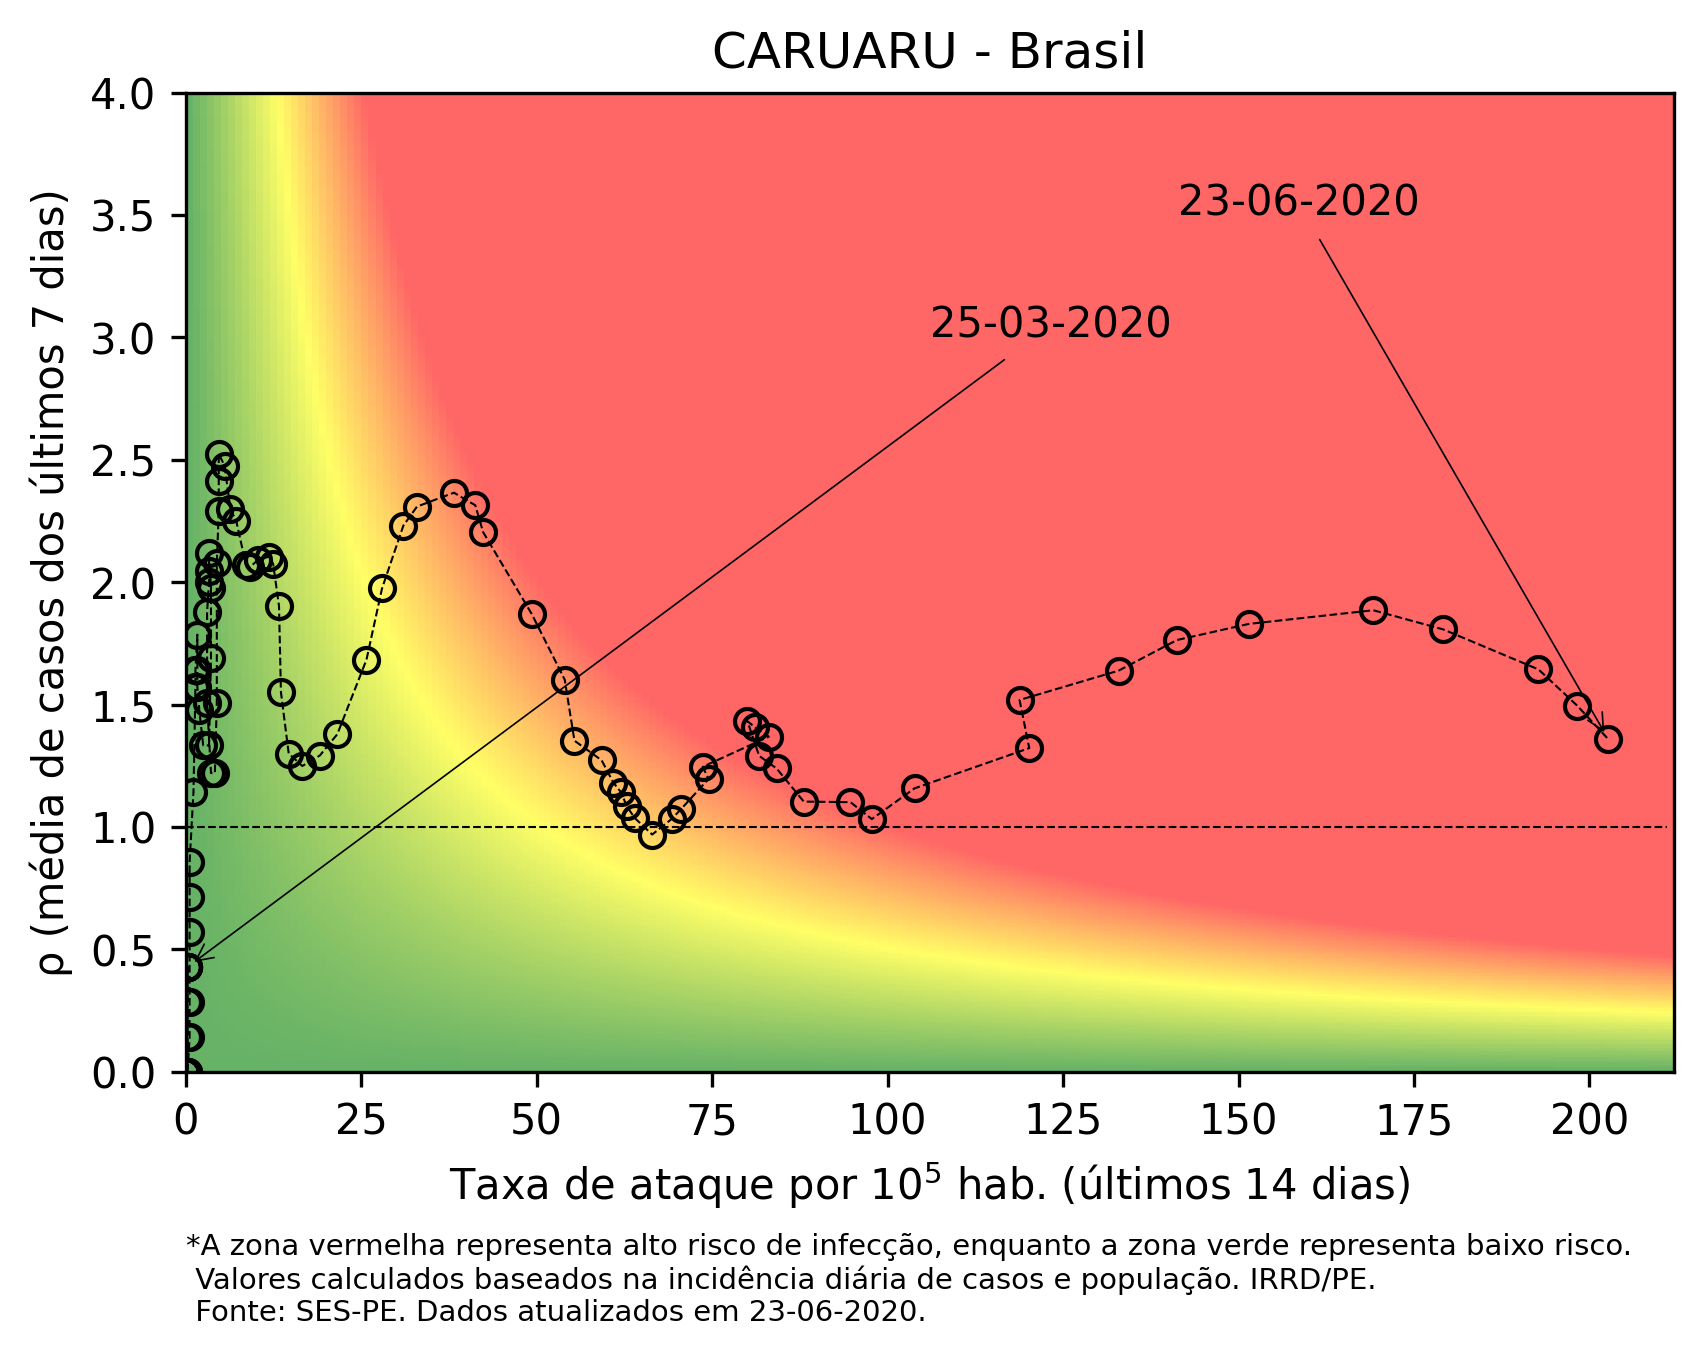 CARUARU - Brasil
4.0
3.5
3.0
2.5
2.0
1.5
1.0
0.5
0.0
ρ (média de casos dos últimos 7 dias)
23-06-2020
25-03-2020
0 25 50 75 100 125 150 175 200
Taxa de ataque por 10⁵ hab. (últimos 14 dias)
*A zona vermelha representa alto risco de infecção, enquanto a zona verde representa baixo risco.
Valores calculados baseados na incidência diária de casos e população. IRRD/PE.
Fonte: SES-PE. Dados atualizados em 23-06-2020.